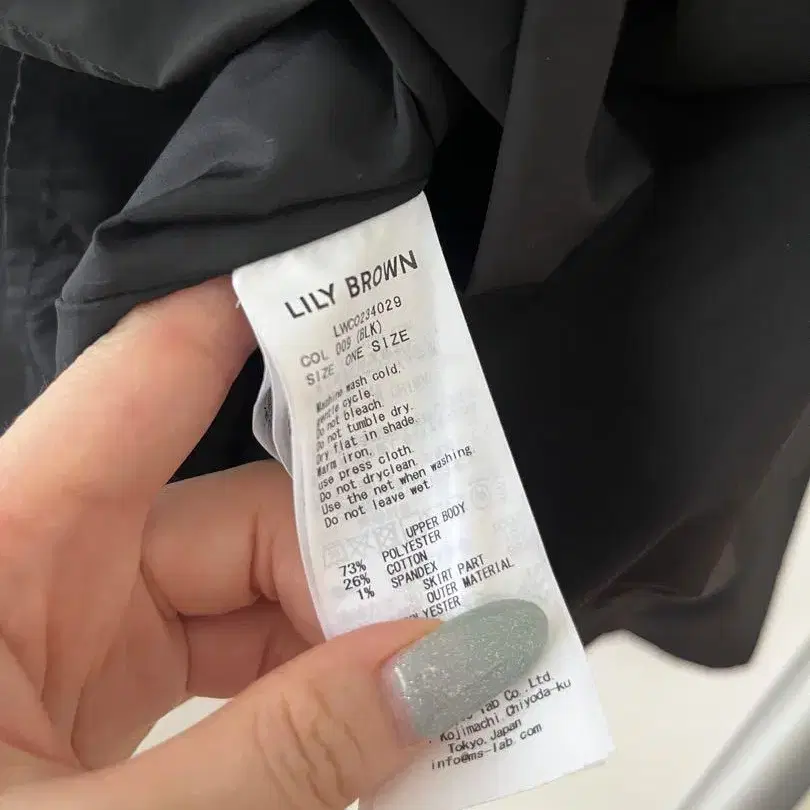 LILY BROWN
LWCO234029
COL 009 (BLK)
SIZE ONE SIZE
Machine wash cold.
gentle cycle.
Do not bleach.
Do not tumble dry.
Dry flat in shade.
Warm iron.
use press cloth.
Do not dryclean.
Use the net when washing.
Do not leave wet.
UPPER BODY
73% POLYESTER
26% COTTON
1% SPANDEX
SKIRT PART
OUTER MATERIAL
LYESTER
Co.,Ltd.
Kojimachi Chiyoda-ku
Tokyo.Japan
info@ms-lab.com